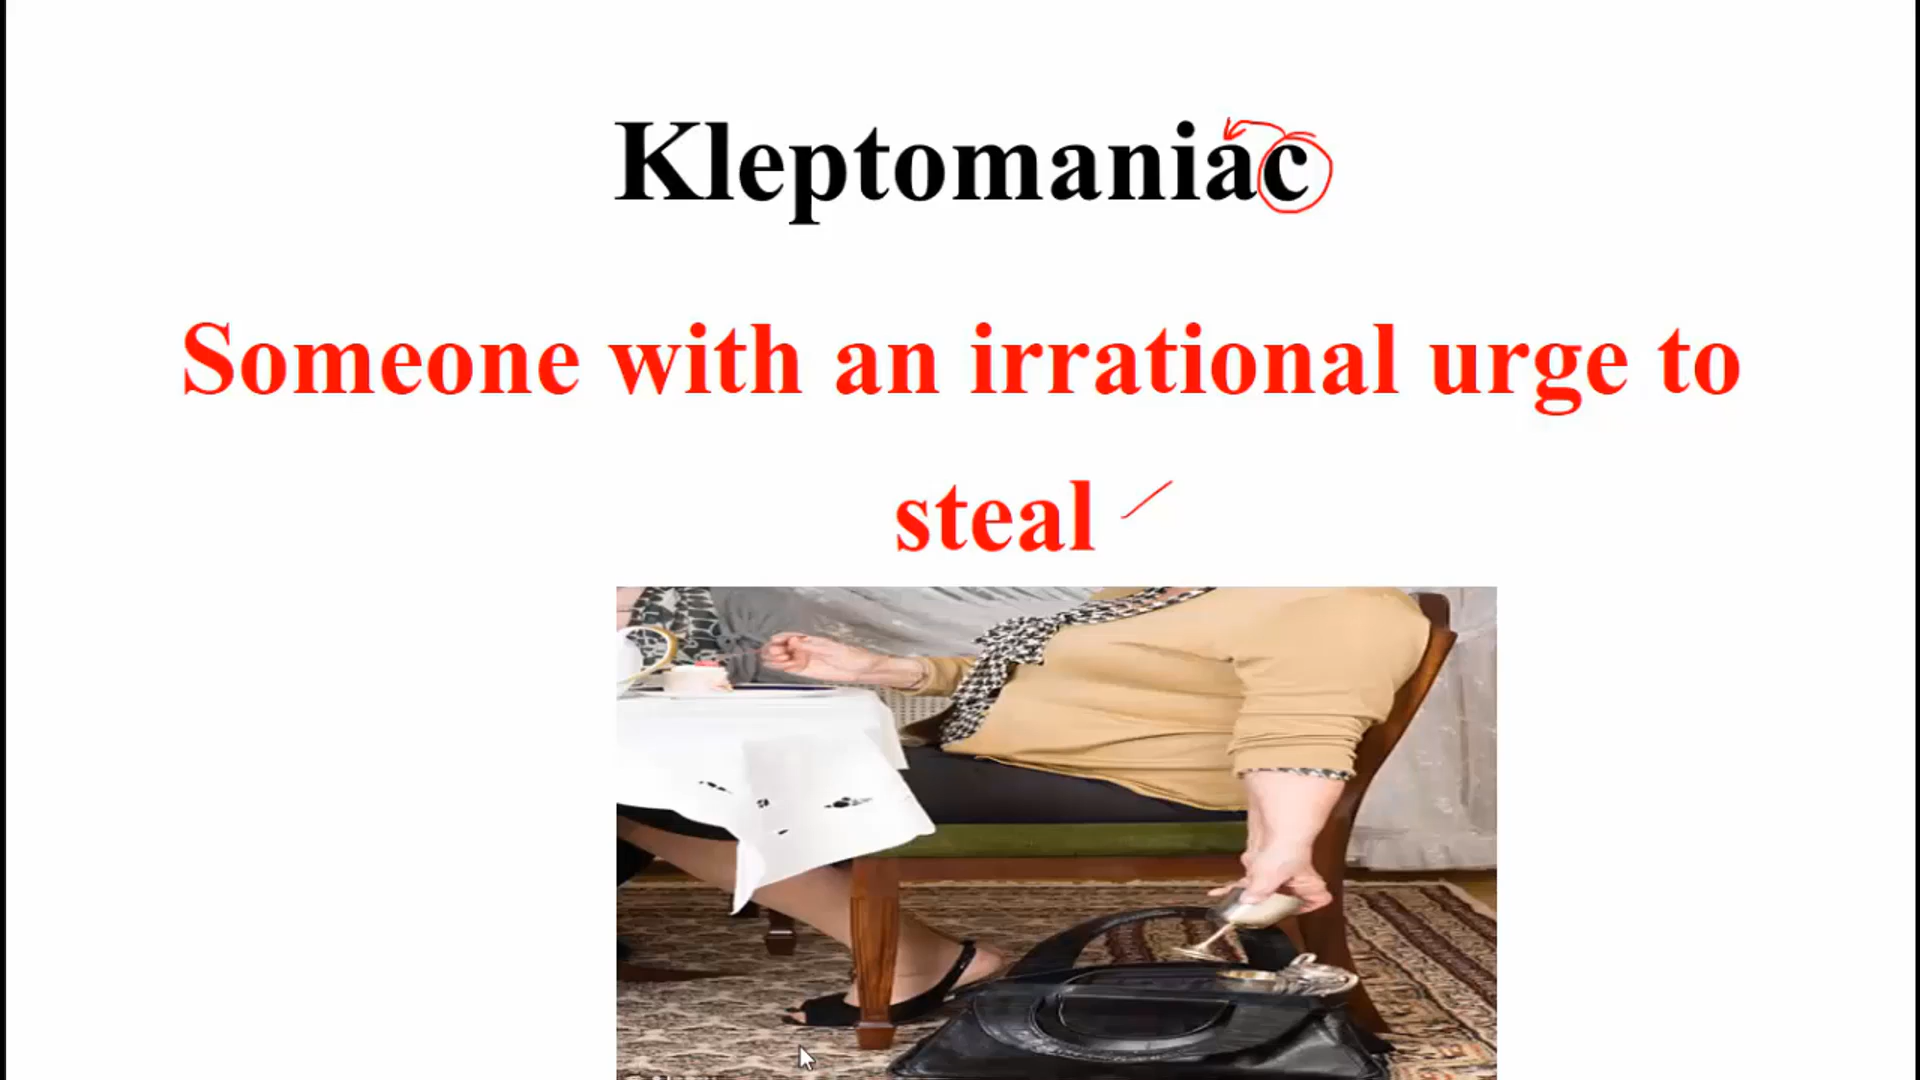 Kleptomaniac
Someone with an irrational urge to
steal